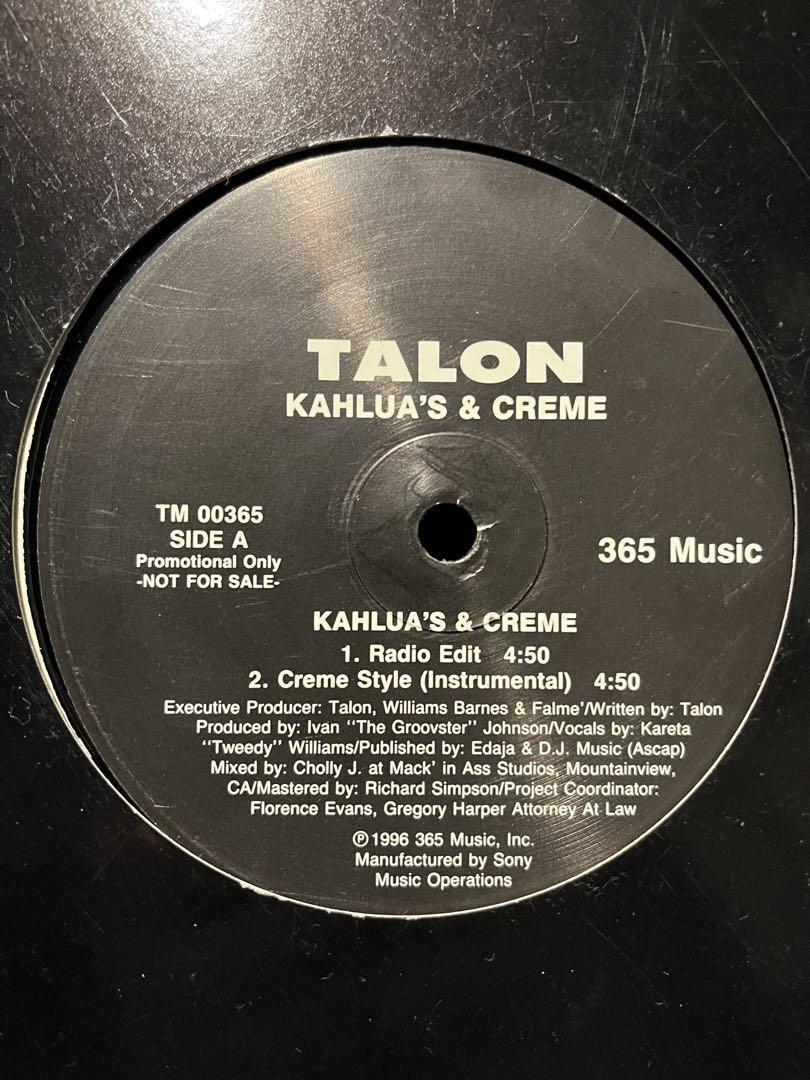 TALON
KAHLUA'S & CREME
TM 00365
SIDE A
Promotional Only
-NOT FOR SALE-
365 Music
KAHLUA'S & CREME
1. Radio Edit 4:50
2. Creme Style (Instrumental) 4:50
Executive Producer: Talon, Williams Barnes & Falme'/Written by: Talon
Produced by: Ivan "The Groovster" Johnson/Vocals by: Kareta
"Tweedy" Williams/Published by: Edaja & D.J. Music (Ascap)
Mixed by: Cholly J. at Mack' in Ass Studios, Mountainview,
CA/Mastered by: Richard Simpson/Project Coordinator:
Florence Evans, Gregory Harper Attorney At Law
℗ 1996 365 Music, Inc.
Manufactured by Sony
Music Operations